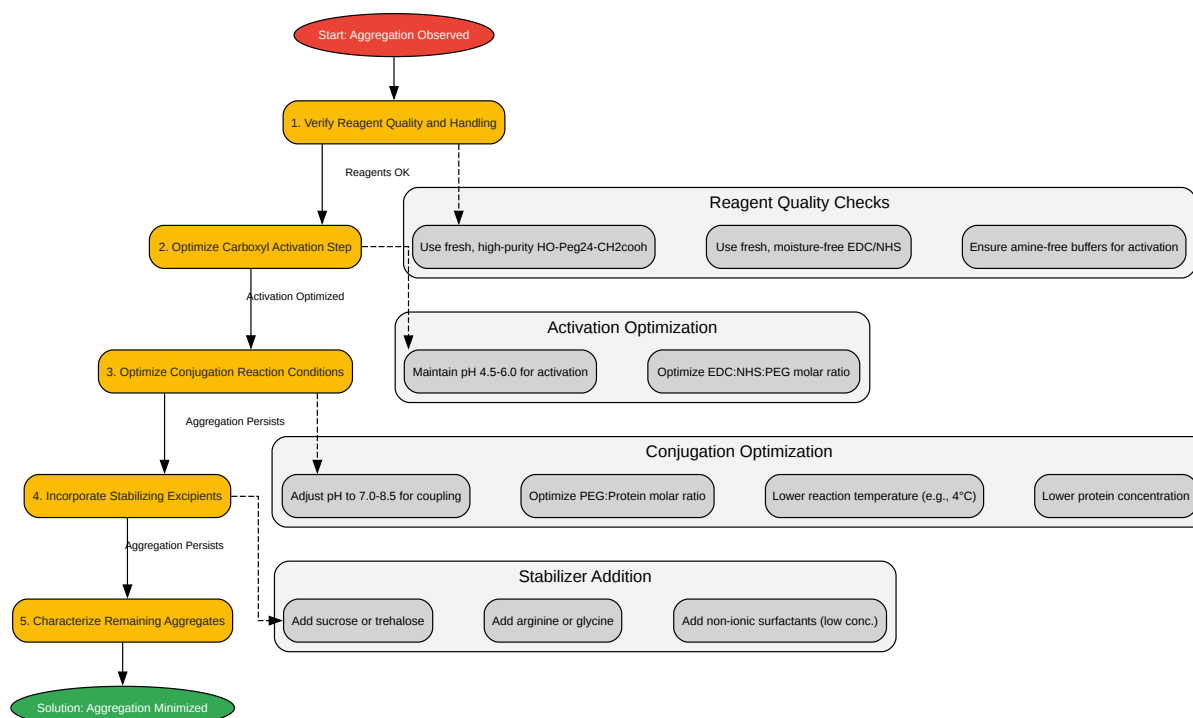 Start: Aggregation Observed
1. Verify Reagent Quality and Handling
Reagents OK
Reagent Quality Checks
2. Optimize Carboxyl Activation Step
Use fresh, high-purity HO-Peg24-CH2cooh
Use fresh, moisture-free EDC/NHS
Ensure amine-free buffers for activation
Activation Optimized
Activation Optimization
3. Optimize Conjugation Reaction Conditions
Maintain pH 4.5-6.0 for activation
Optimize EDC:NHS:PEG molar ratio
Aggregation Persists
Conjugation Optimization
4. Incorporate Stabilizing Excipients
Adjust pH to 7.0-8.5 for coupling
Optimize PEG:Protein molar ratio
Lower reaction temperature (e.g., 4°C)
Lower protein concentration
Aggregation Persists
Stabilizer Addition
5. Characterize Remaining Aggregates
Add sucrose or trehalose
Add arginine or glycine
Add non-ionic surfactants (low conc.)
Solution: Aggregation Minimized